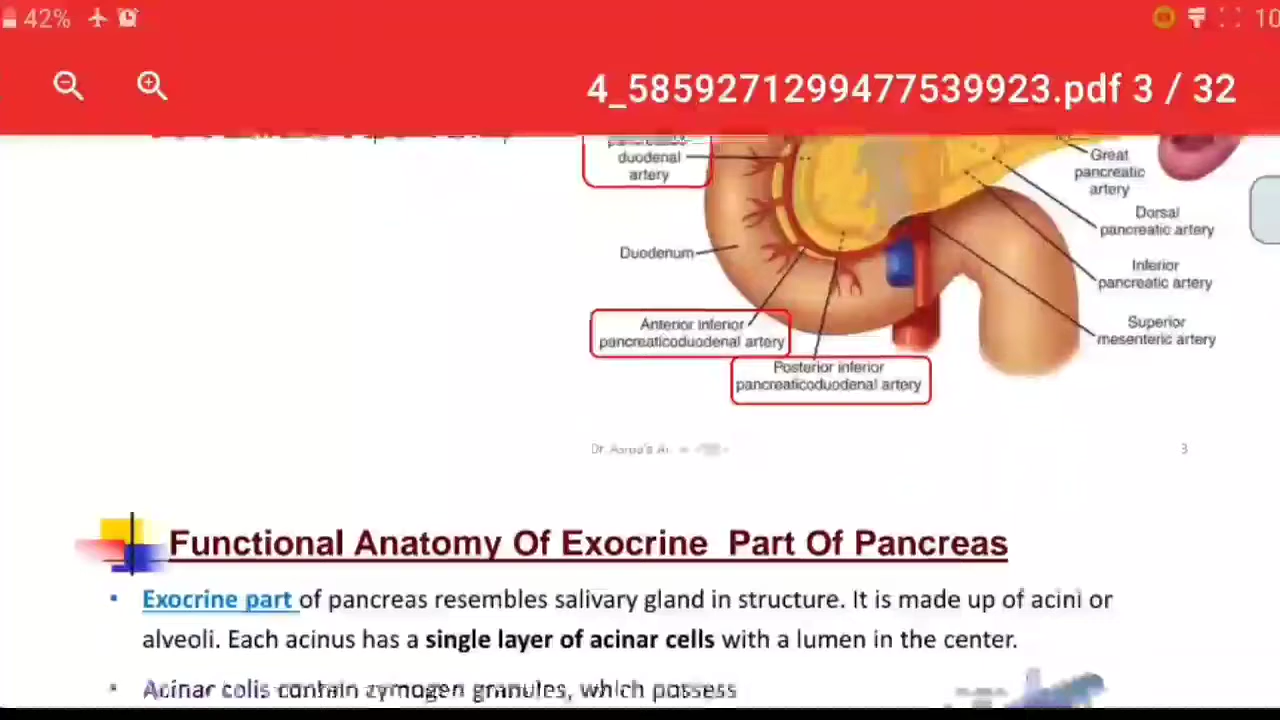 42%
10
4_5859271299477539923.pdf 3 / 32
duodenal
artery
Great
pancreatic
artery
Dorsal
pancreatic artery
Duodenum
Inferior
pancreatic artery
Anterior inferior
pancreaticoduodenal artery
Superior
mesenteric artery
Posterior inferior
pancreaticoduodenal artery
Dr.
3
Functional Anatomy Of Exocrine Part Of Pancreas
• Exocrine part of pancreas resembles salivary gland in structure. It is made up of acini or
alveoli. Each acinus has a single layer of acinar cells with a lumen in the center.
• Acinar cells contain zymogen granules, which possess